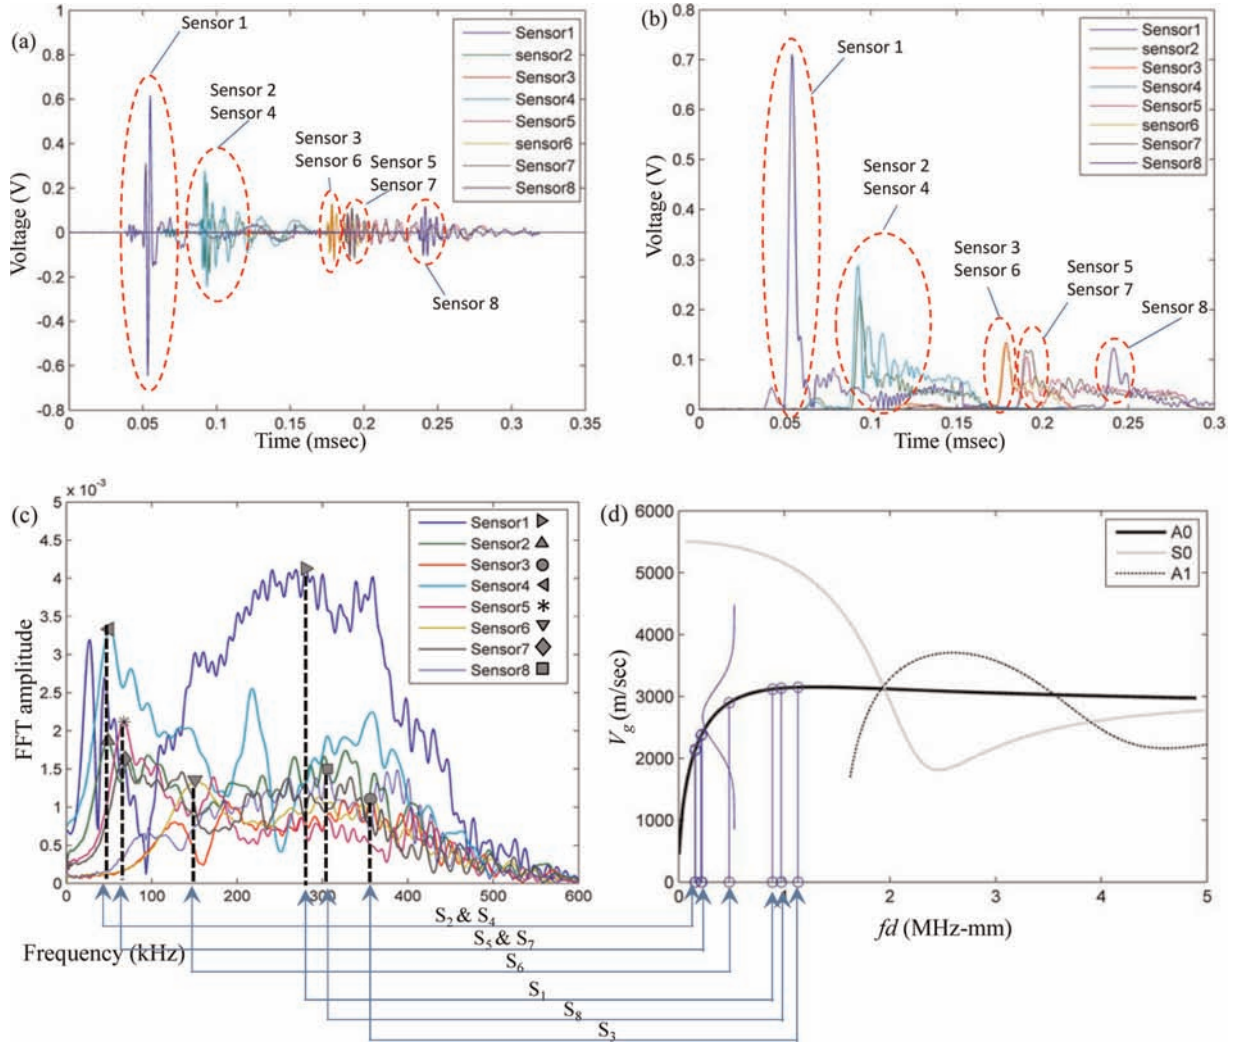 (a)
Sensor 1
Sensor 2
Sensor 4
Sensor 3
Sensor 6
Sensor 5
Sensor 7
Sensor 8
Sensor1
sensor2
Sensor3
Sensor4
Sensor5
sensor6
Sensor7
Sensor8
1
0.8
0.6
0.4
0.2
0
-0.2
-0.4
-0.6
-0.8
0 0.05 0.1 0.15 0.2 0.25 0.3 0.35
Voltage (V)
Time (msec)
(b)
Sensor 1
Sensor 2
Sensor 4
Sensor 3
Sensor 6
Sensor 5
Sensor 7
Sensor 8
Sensor1
sensor2
Sensor3
Sensor4
Sensor5
sensor6
Sensor7
Sensor8
0.8
0.7
0.6
0.5
0.4
0.3
0.2
0.1
0
0 0.05 0.1 0.15 0.2 0.25 0.3
Voltage (V)
Time (msec)
(c)
x 10⁻³
5
4.5
4
3.5
3
2.5
2
1.5
1
0.5
0
0 100 200 300 400 500 600
FFT amplitude
Frequency (kHz)
Sensor1
Sensor2
Sensor3
Sensor4
Sensor5
Sensor6
Sensor7
Sensor8
(d)
6000
5000
4000
3000
2000
1000
0
0 2 3 4 5
Vg (m/sec)
fd (MHz-mm)
A0
S0
A1
S₂ & S₄
S₅ & S₇
S₆
S₁
S₈
S₃